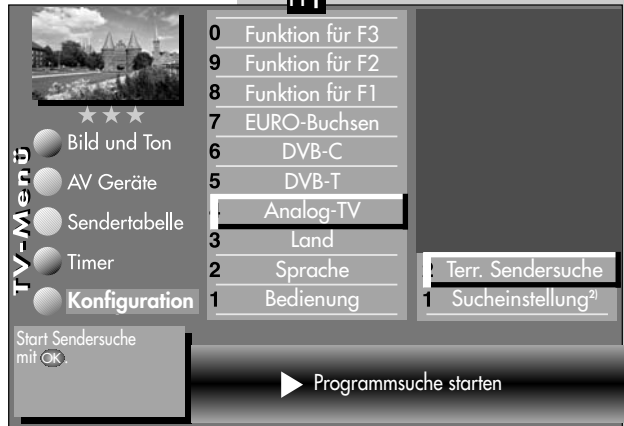 TV-Menü
Bild und Ton
AV Geräte
Sendertabelle
Timer
Konfiguration
0 Funktion für F3
9 Funktion für F2
8 Funktion für F1
7 EURO-Buchsen
6 DVB-C
5 DVB-T
Analog-TV
3 Land
2 Sprache
1 Bedienung
2 Terr. Sendersuche
1 Sucheinstellung²⁾
Start Sendersuche
mit OK.
Programmsuche starten